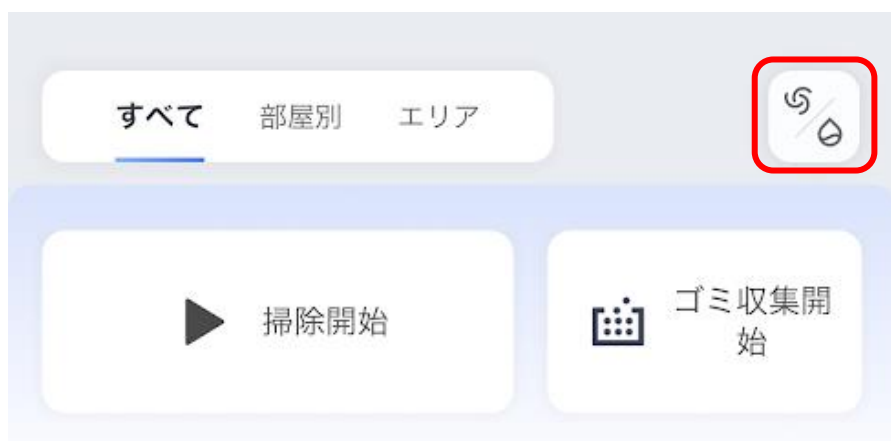 すべて 部屋別 エリア
掃除開始
ゴミ収集開
始